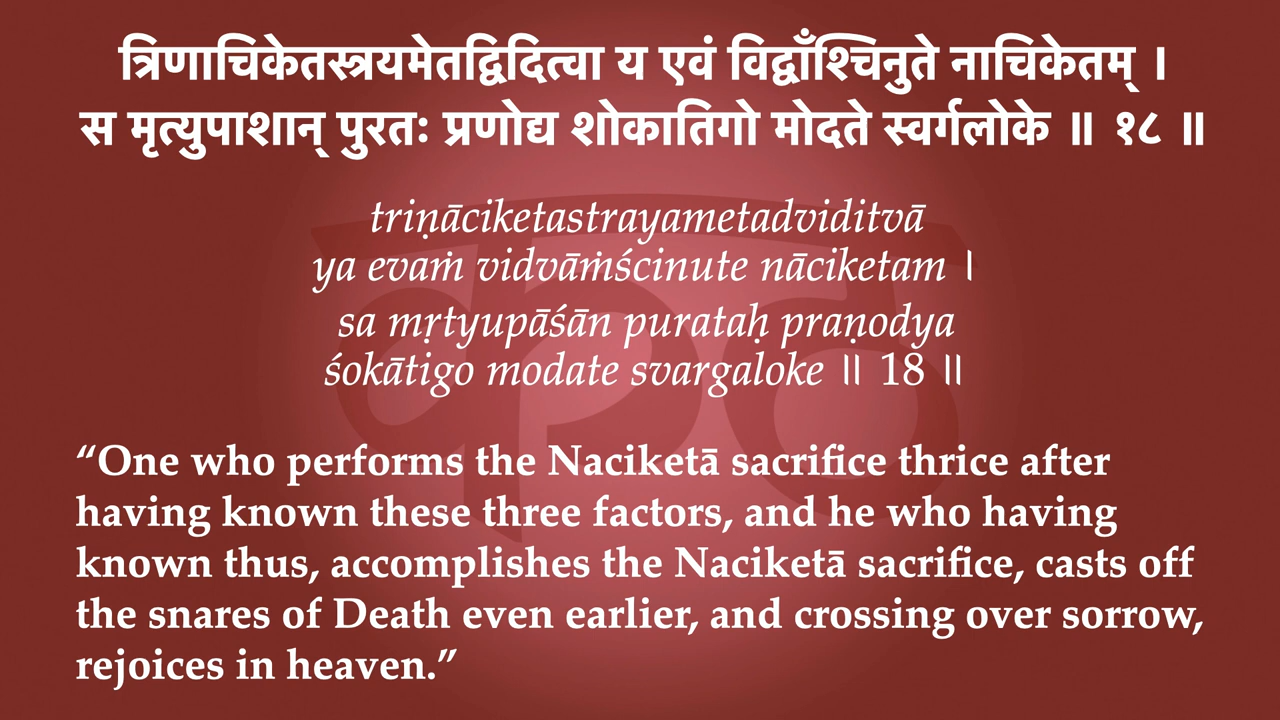 त्रिणाचिकेतस्त्रयमेतद्विदित्वा य एवं विद्वाँश्चिनुते नाचिकेतम् ।
स मृत्युपाशान् पुरतः प्रणोद्य शोकातिगो मोदते स्वर्गलोके ॥ १८ ॥
triṇāciketastrayametadviditvā
ya evaṁ vidvāṁścinute nāciketam ।
sa mṛtyupāśān purataḥ praṇodya
śokātigo modate svargaloke ॥ 18 ॥
“One who performs the Naciketā sacrifice thrice after
having known these three factors, and he who having
known thus, accomplishes the Naciketā sacrifice, casts off
the snares of Death even earlier, and crossing over sorrow,
rejoices in heaven.”